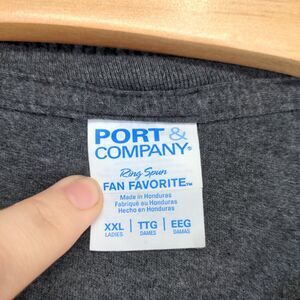 PORT &
COMPANY®
Ring Spun
FAN FAVORITE™
Made in Honduras
Fabriqué au Honduras
Hecho en Honduras
XXL | TTG | EEG
LADIES DAMES DAMAS